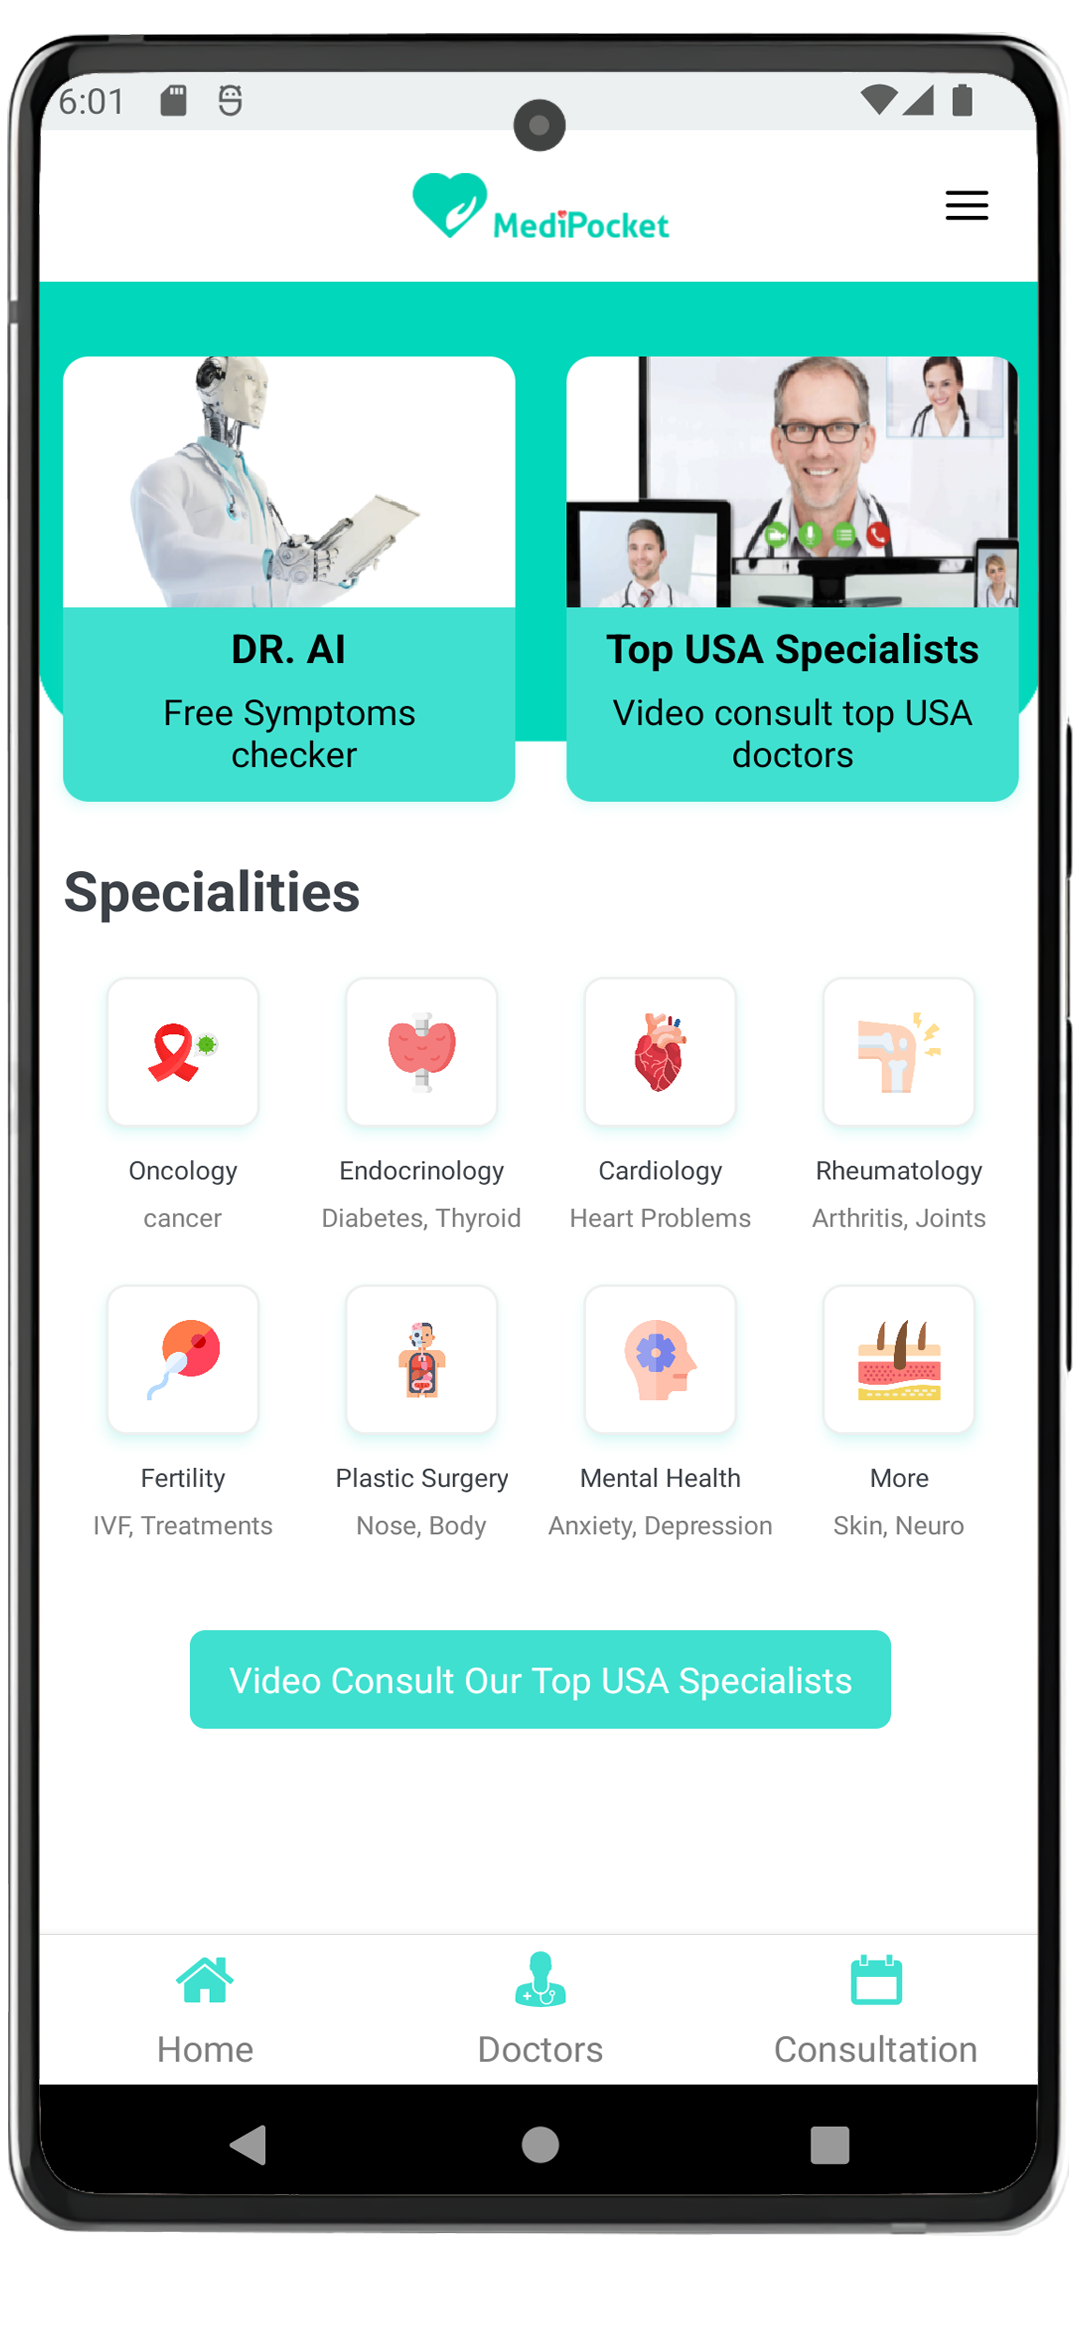 6:01
MediPocket
DR. AI
Free Symptoms
checker
Top USA Specialists
Video consult top USA
doctors
Specialities
Oncology
cancer
Endocrinology
Diabetes, Thyroid
Cardiology
Heart Problems
Rheumatology
Arthritis, Joints
Fertility
IVF, Treatments
Plastic Surgery
Nose, Body
Mental Health
Anxiety, Depression
More
Skin, Neuro
Video Consult Our Top USA Specialists
Home
Doctors
Consultation